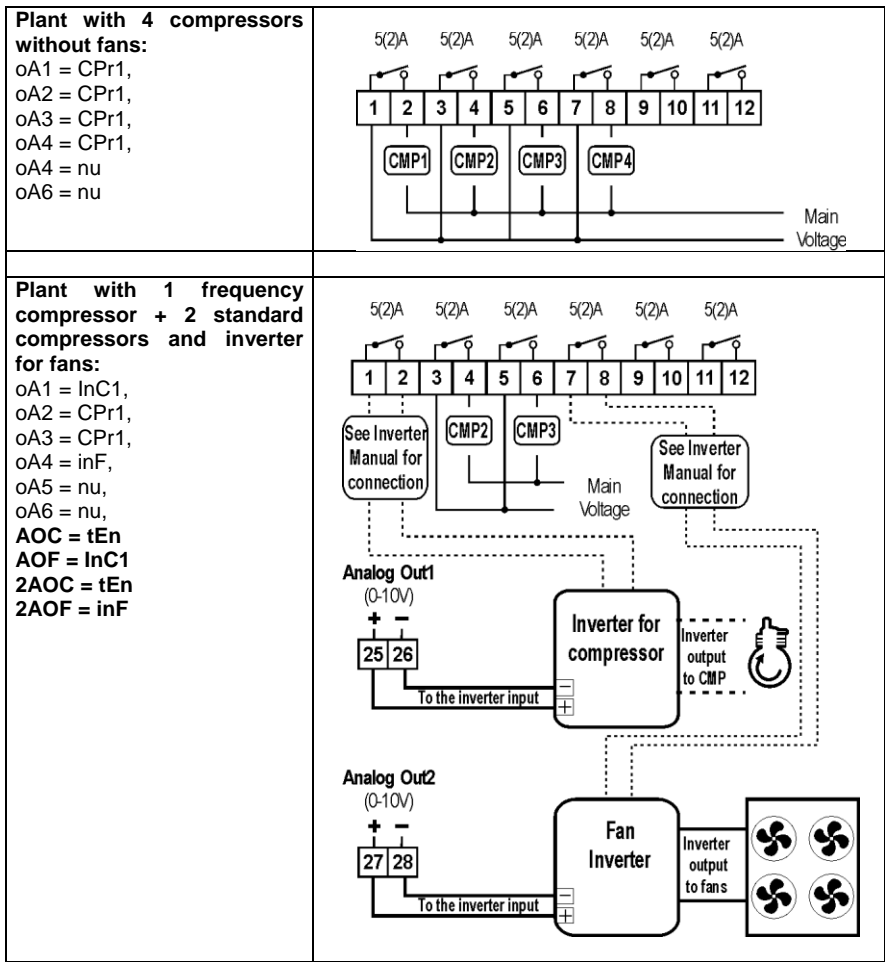 Plant with 4 compressors
without fans:
oA1 = CPr1,
oA2 = CPr1,
oA3 = CPr1,
oA4 = CPr1,
oA4 = nu
oA6 = nu
5(2)A 5(2)A 5(2)A 5(2)A 5(2)A 5(2)A
1 2 3 4 5 6 7 8 9 10 11 12
CMP1 CMP2 CMP3 CMP4
Main
Voltage
Plant with 1 frequency
compressor + 2 standard
compressors and inverter
for fans:
oA1 = InC1,
oA2 = CPr1,
oA3 = CPr1,
oA4 = inF,
oA5 = nu,
oA6 = nu,
AOC = tEn
AOF = InC1
2AOC = tEn
2AOF = inF
5(2)A 5(2)A 5(2)A 5(2)A 5(2)A 5(2)A
1 2 3 4 5 6 7 8 9 10 11 12
See Inverter
Manual for
connection
CMP2 CMP3
See Inverter
Manual for
connection
Main
Voltage
Analog Out1
(0-10V)
+ −
25 26
To the inverter input
−
+
Inverter for
compressor
Inverter
output
to CMP
Analog Out2
(0-10V)
+ −
27 28
To the inverter input
−
+
Fan
Inverter
Inverter
output
to fans